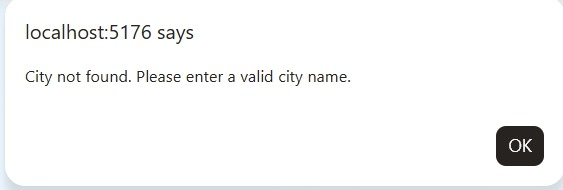 localhost:5176 says
City not found. Please enter a valid city name.
OK